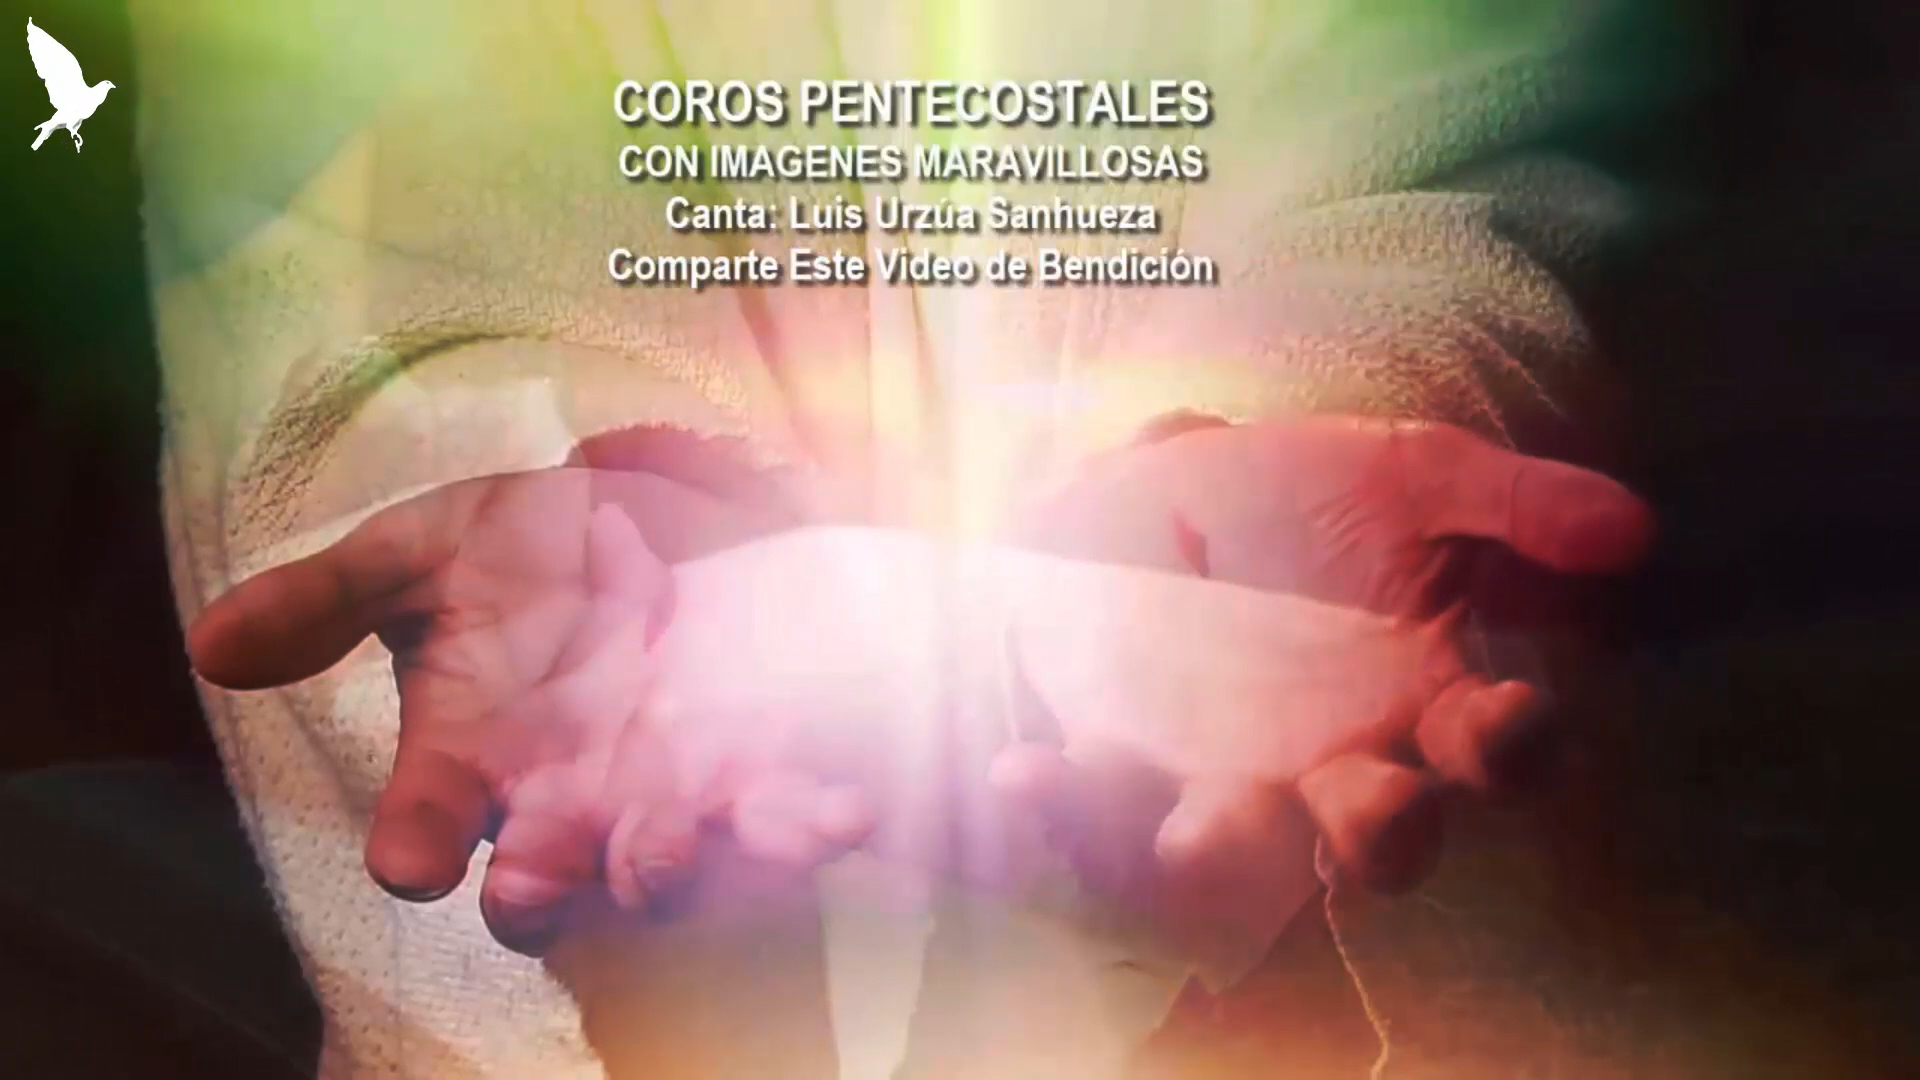 COROS PENTECOSTALES
CON IMAGENES MARAVILLOSAS
Canta: Luis Urzúa Sanhueza
Comparte Este Video de Bendición